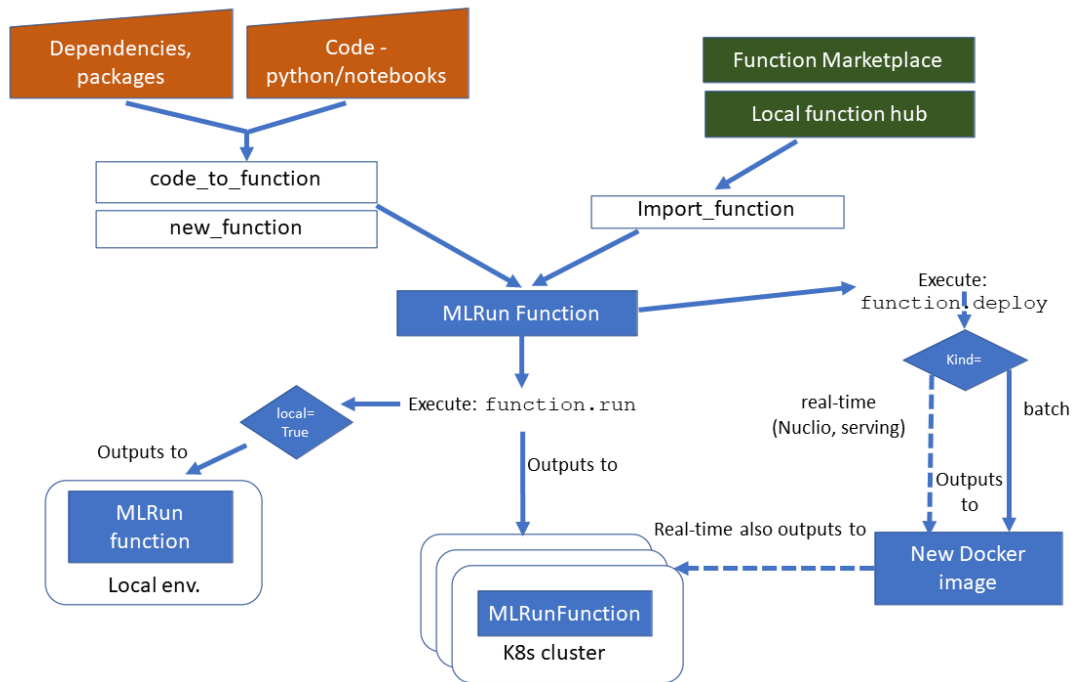 Dependencies,
packages
Code -
python/notebooks
Function Marketplace
Local function hub
code_to_function
new_function
Import_function
MLRun Function
Execute:
function.deploy
Kind=
local=
True
Execute: function.run
real-time
(Nuclio, serving)
batch
Outputs to
Outputs to
Outputs
to
MLRun
function
Local env.
Real-time also outputs to
New Docker
image
MLRunFunction
K8s cluster